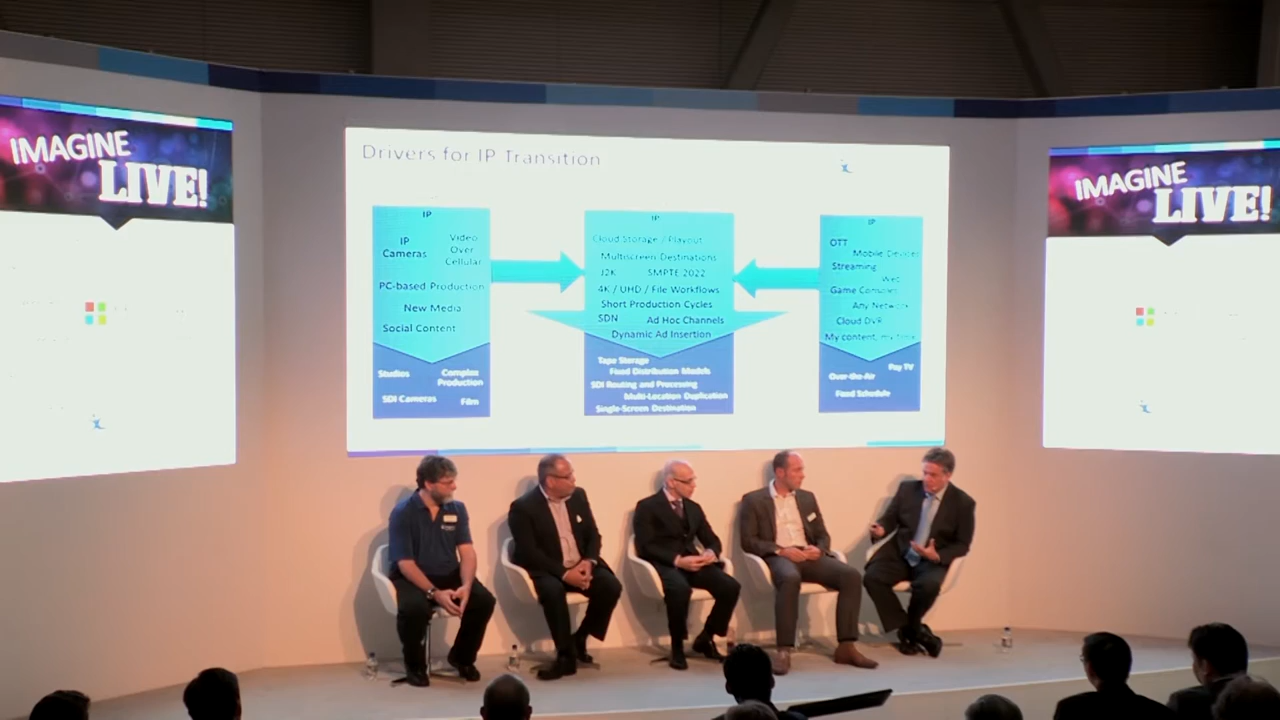 IMAGINE
LIVE!
Drivers for IP Transition
IP
IP
Cameras
Video
Over
Cellular
PC-based Production
New Media
Social Content
Studios
Complex
Production
SDI Cameras
Film
IP
Cloud Storage / Playout
Multiscreen Destinations
J2K SMPTE 2022
4K / UHD / File Workflows
Short Production Cycles
SDN Ad Hoc Channels
Dynamic Ad Insertion
Tape Storage
Fixed Distribution Models
SDI Routing and Processing
Multi-Location Duplication
Single-Screen Destination
IP
OTT
Mobile Devices
Streaming
Web
Game Consoles
Any Network
Cloud DVR
My content, my time
Pay TV
Over-the-Air
Fixed Schedule
IMAGINE
LIVE!